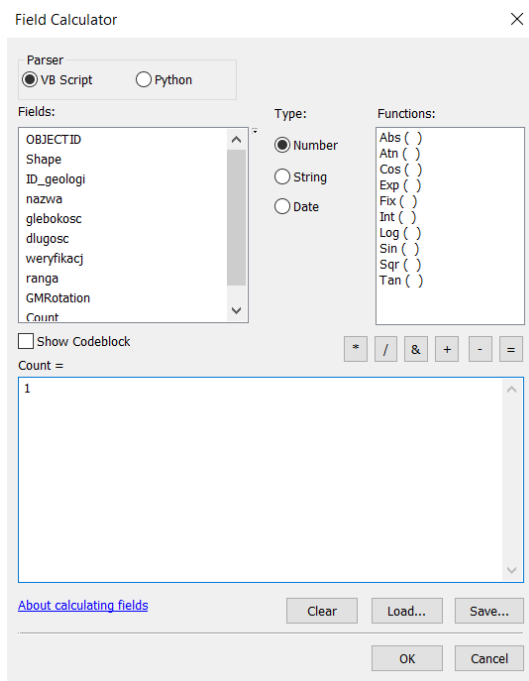 Field Calculator
Parser
VB Script Python
Fields: Type: Functions:
OBJECTID
Shape
ID_geologi
nazwa
glebokosc
dlugosc
weryfikacj
ranga
GMRotation
Count
Number
String
Date
Abs ( )
Atn ( )
Cos ( )
Exp ( )
Fix ( )
Int ( )
Log ( )
Sin ( )
Sqr ( )
Tan ( )
Show Codeblock
* / & + - =
Count =
1
About calculating fields Clear Load... Save...
OK Cancel